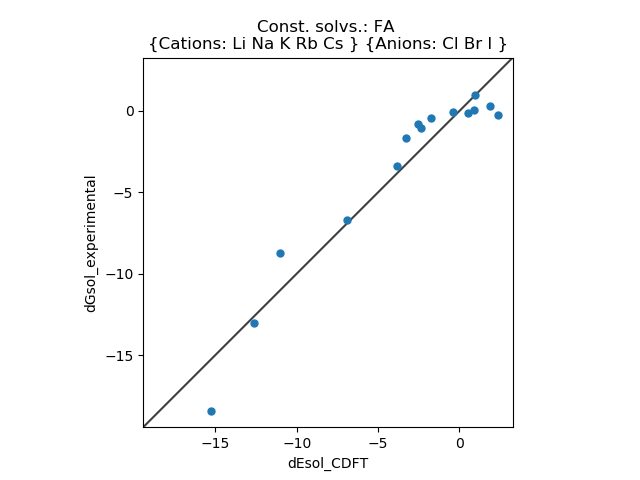 Const. solvs.: FA
{Cations: Li Na K Rb Cs } {Anions: Cl Br I }
dGsol_experimental
0
−5
−10
−15
−15
−10
−5
0
dEsol_CDFT